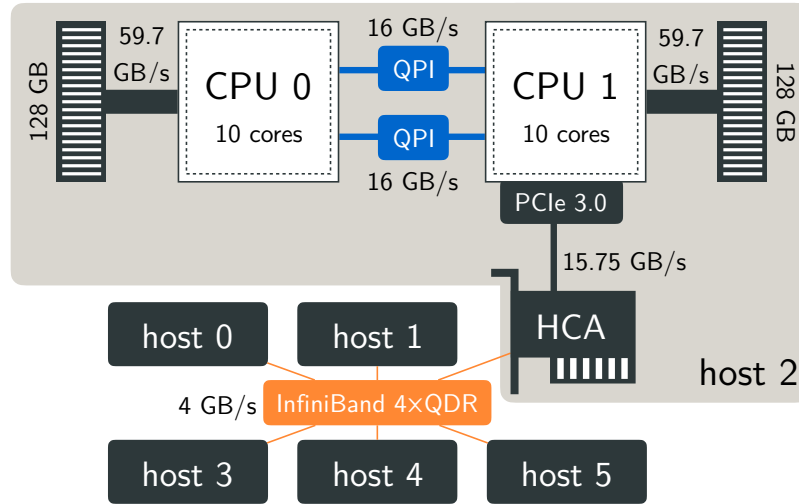 16 GB/s
59.7
GB/s
128 GB
CPU 0
10 cores
QPI
QPI
16 GB/s
CPU 1
10 cores
59.7
GB/s
128 GB
PCIe 3.0
15.75 GB/s
HCA
host 2
host 0
host 1
4 GB/s
InfiniBand 4×QDR
host 3
host 4
host 5